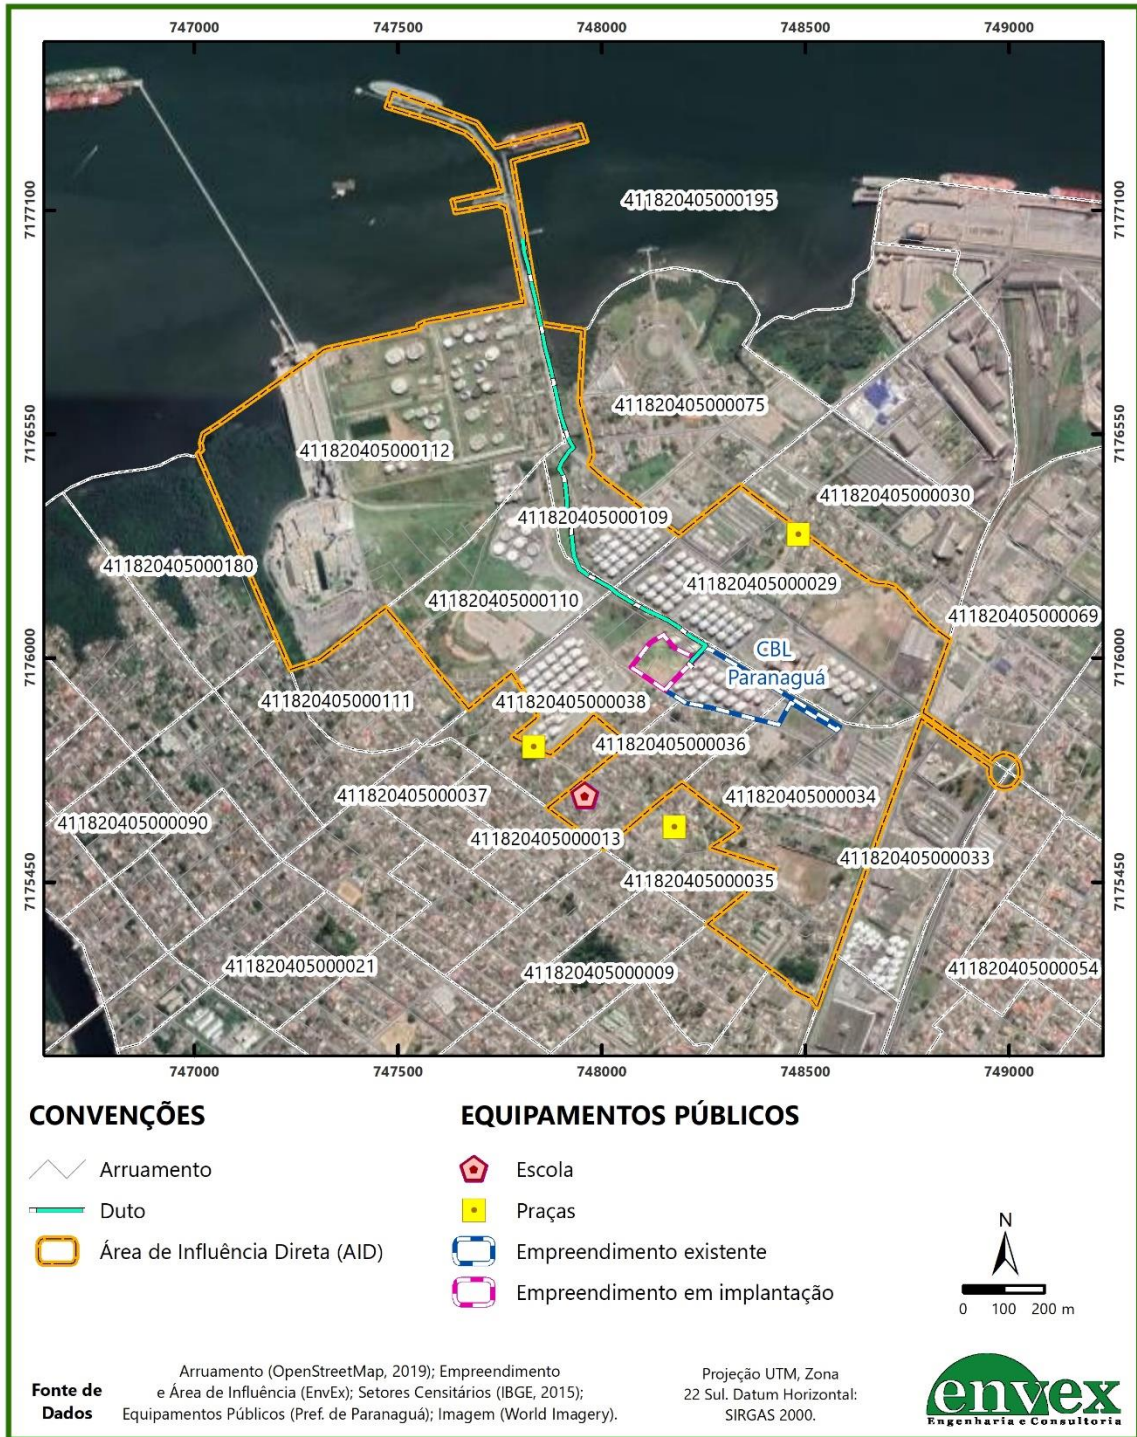 747000 747500 748000 748500 749000
7177100
7177100
411820405000195
411820405000075
7176550
7176550
411820405000112
411820405000030
411820405000109
411820405000180
411820405000029
411820405000110
411820405000069
7176000
7176000
CBL
Paranaguá
411820405000111
411820405000038
411820405000036
411820405000037
411820405000034
411820405000090
411820405000013
411820405000033
7175450
7175450
411820405000035
411820405000021
411820405000009
411820405000054
747000 747500 748000 748500 749000
CONVENÇÕES
Arruamento
Duto
Área de Influência Direta (AID)
EQUIPAMENTOS PÚBLICOS
Escola
Praças
Empreendimento existente
Empreendimento em implantação
N
0 100 200 m
Fonte de
Dados
Arruamento (OpenStreetMap, 2019); Empreendimento
e Área de Influência (EnvEx); Setores Censitários (IBGE, 2015);
Equipamentos Públicos (Pref. de Paranaguá); Imagem (World Imagery).
Projeção UTM, Zona
22 Sul. Datum Horizontal:
SIRGAS 2000.
envex
Engenharia e Consultoria